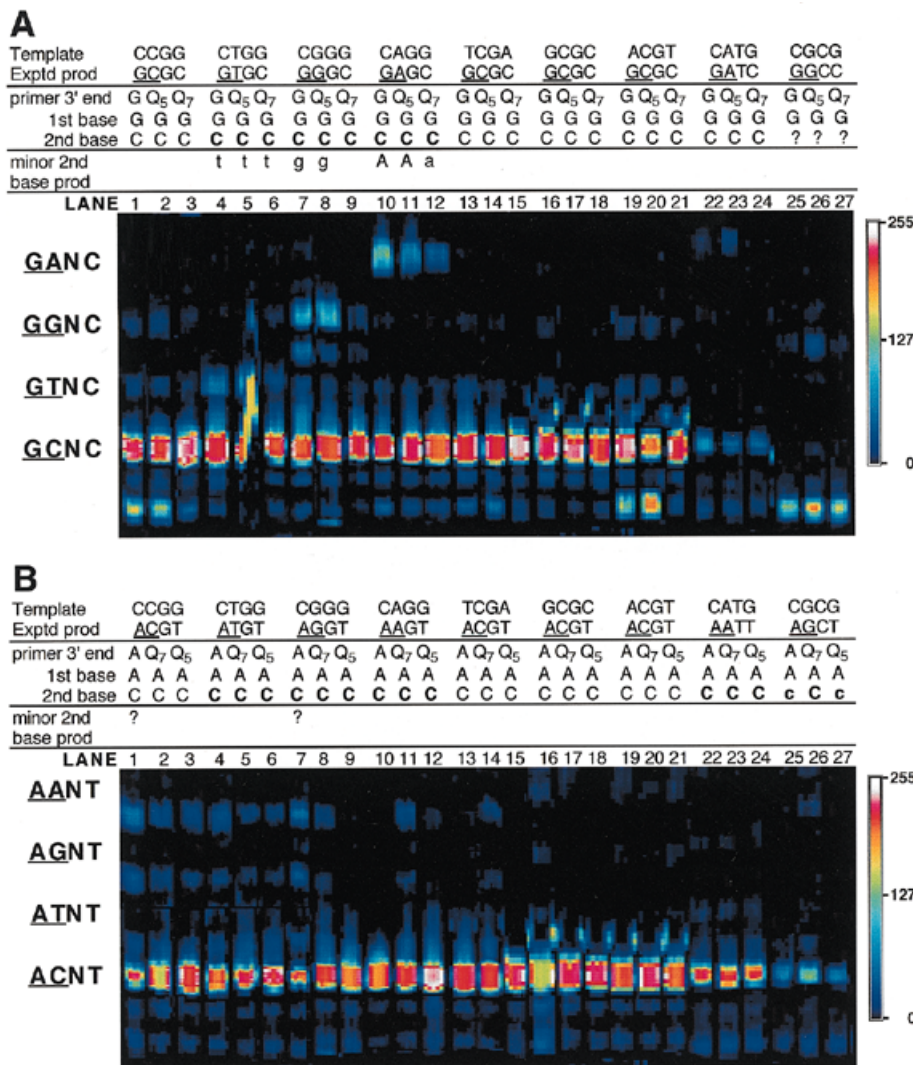 A
Template CCGG CTGG CGGG CAGG TCGA GCGC ACGT CATG CGCG
Exptd prod GCGC GTGC GGGC GAGC GCGC GCGC GCGC GATC GGCC
primer 3' end G Q5 Q7 G Q5 Q7 G Q5 Q7 G Q5 Q7 G Q5 Q7 G Q5 Q7 G Q5 Q7 G Q5 Q7 G Q5 Q7
1st base G G G G G G G G G G G G G G G G G G G G G G G G G G G
2nd base C C C C C C C C C C C C C C C C C C C C C C C C ? ? ?
minor 2nd t t t g g A A a
base prod
LANE 1 2 3 4 5 6 7 8 9 10 11 12 13 14 15 16 17 18 19 20 21 22 23 24 25 26 27
GANC
GGNC
GTNC
GCNC
255
127
0
B
Template CCGG CTGG CGGG CAGG TCGA GCGC ACGT CATG CGCG
Exptd prod ACGT ATGT AGGT AAGT ACGT ACGT ACGT AATT AGCT
primer 3' end A Q7 Q5 A Q7 Q5 A Q7 Q5 A Q7 Q5 A Q7 Q5 A Q7 Q5 A Q7 Q5 A Q7 Q5 A Q7 Q5
1st base A A A A A A A A A A A A A A A A A A A A A A A A A A A
2nd base C C C C C C C C C C C C C C C C C C C C C C C C c C c
minor 2nd ? ?
base prod
LANE 1 2 3 4 5 6 7 8 9 10 11 12 13 14 15 16 17 18 19 20 21 22 23 24 25 26 27
AANT
AGNT
ATNT
ACNT
255
127
0